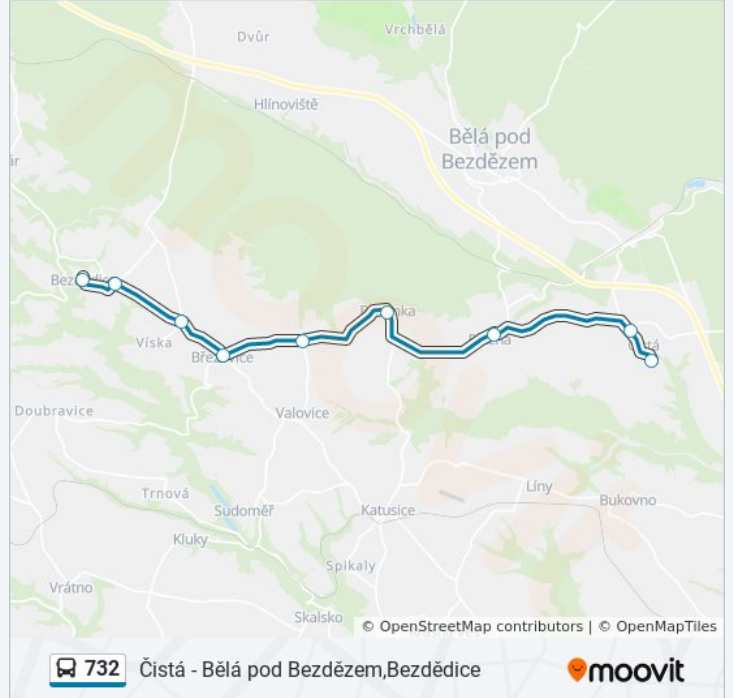 Dvůr
Vrchbělá
Hlínoviště
Bělá pod
Bezdězem
Víska
Doubravice
Valovice
Trnová
Sudoměř
Katusice
Líny
Bukovno
Kluky
Spikaly
Vrátno
Skalsko
© OpenStreetMap contributors | © OpenMapTiles
732 Čistá - Bělá pod Bezdězem,Bezdědice
moovit